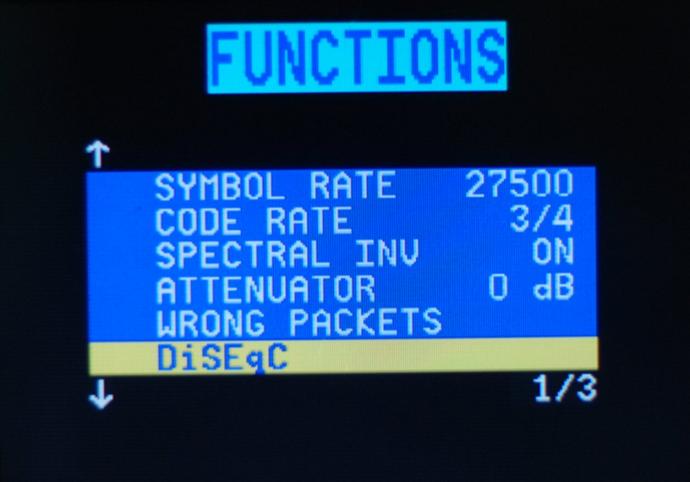 FUNCTIONS
↑
SYMBOL RATE 27500
CODE RATE 3/4
SPECTRAL INV ON
ATTENUATOR 0 dB
WRONG PACKETS
DiSEqC
↓ 1/3